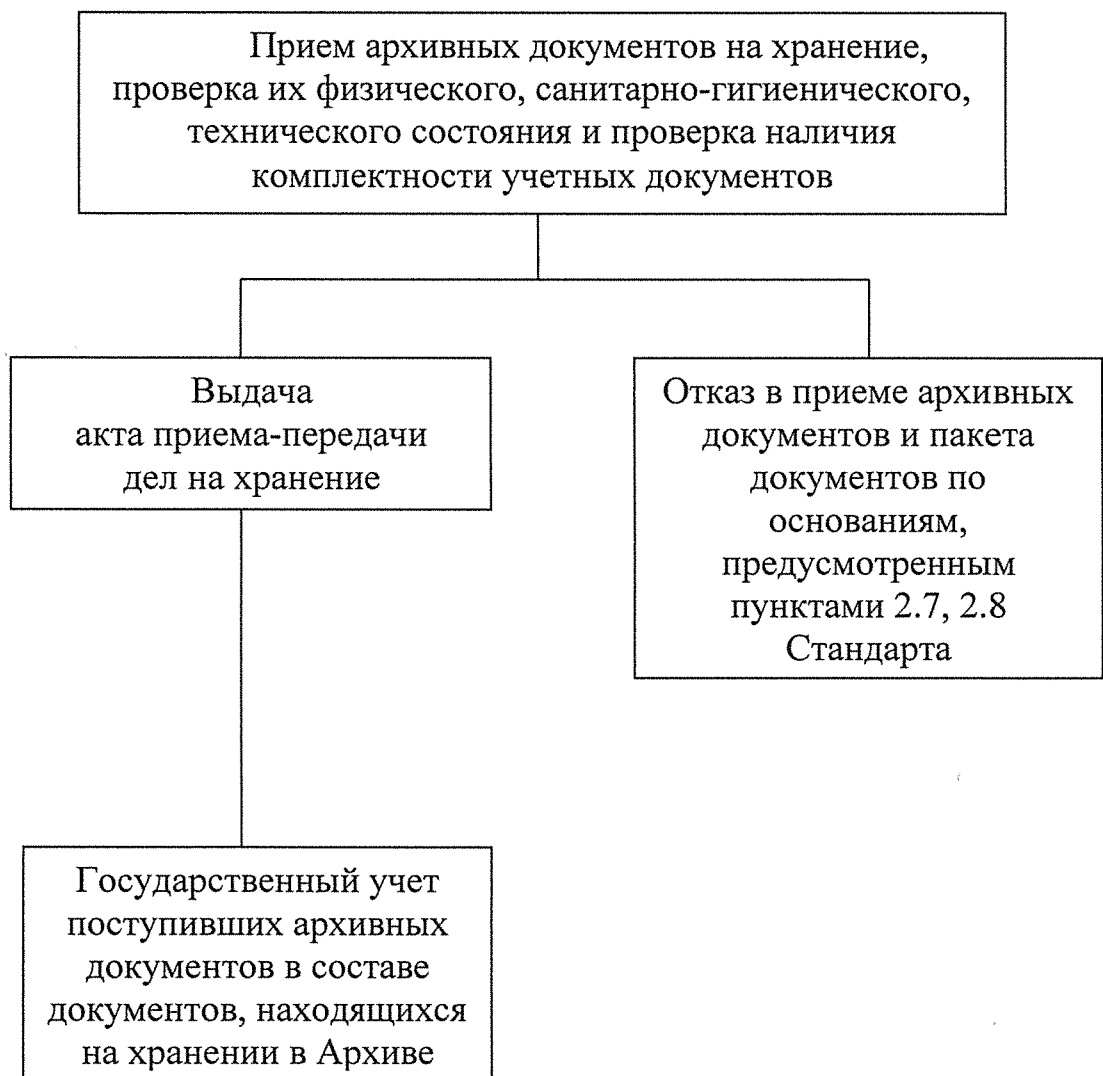 Прием архивных документов на хранение,
проверка их физического, санитарно-гигиенического,
технического состояния и проверка наличия
комплектности учетных документов
Выдача
акта приема-передачи
дел на хранение
Отказ в приеме архивных
документов и пакета
документов по
основаниям,
предусмотренным
пунктами 2.7, 2.8
Стандарта
Государственный учет
поступивших архивных
документов в составе
документов, находящихся
на хранении в Архиве